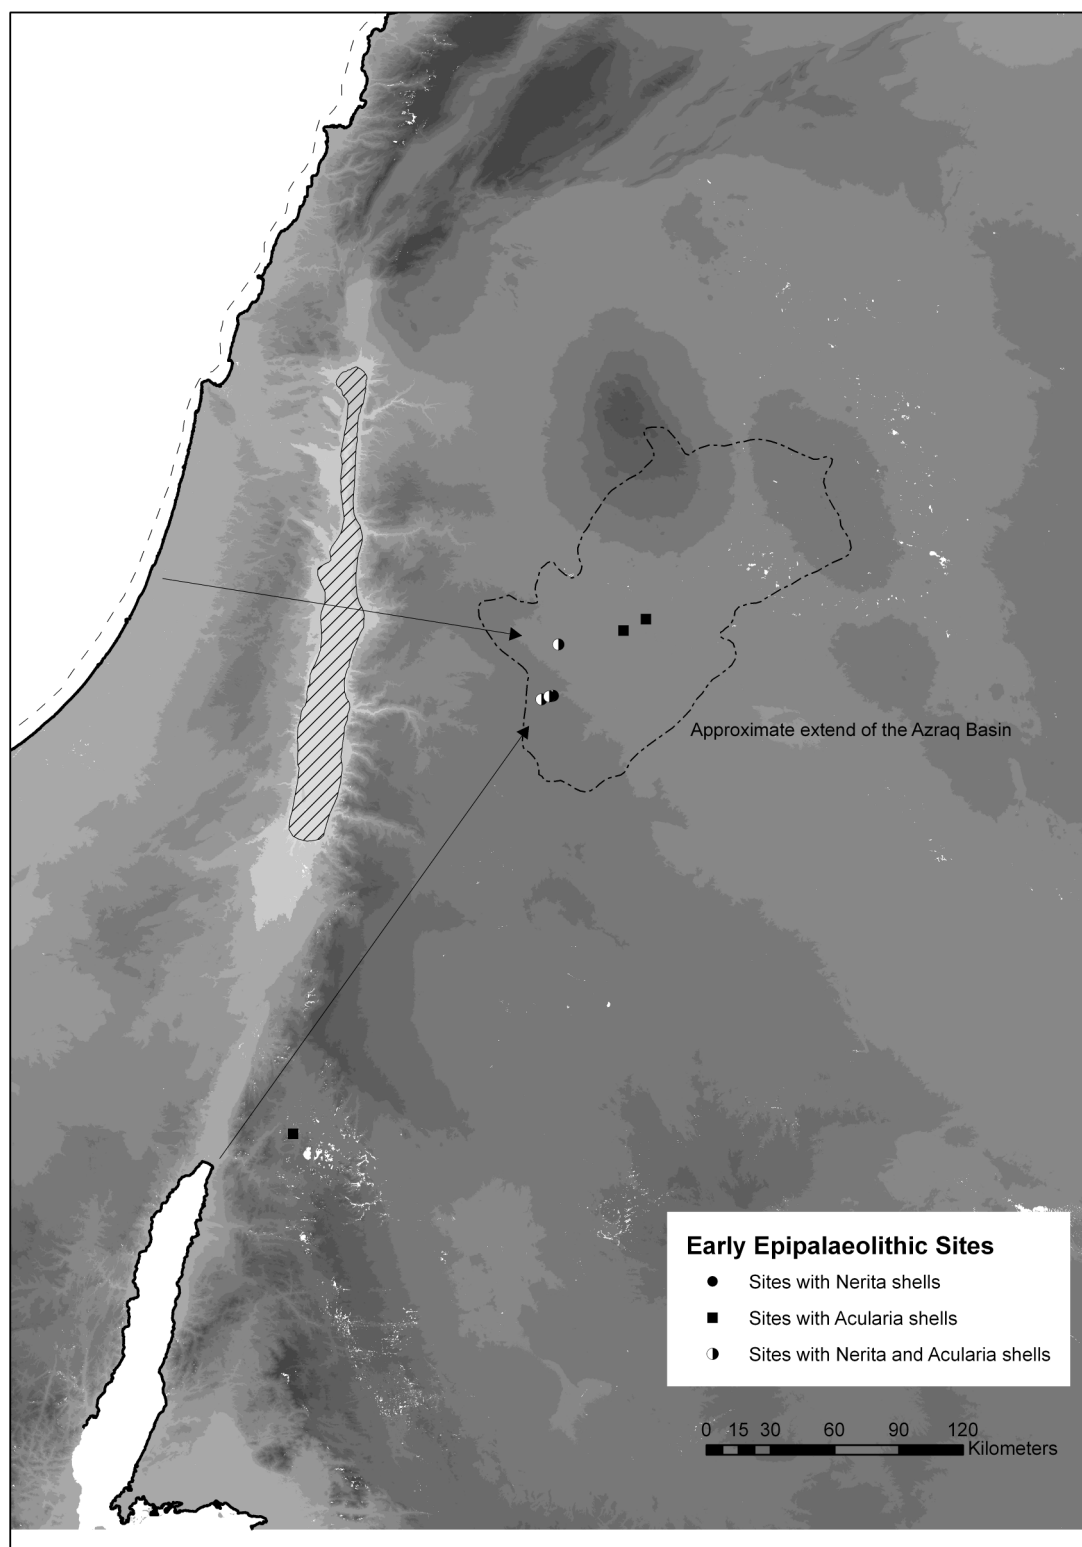 Approximate extend of the Azraq Basin
Early Epipalaeolithic Sites
Sites with Nerita shells
Sites with Acularia shells
Sites with Nerita and Acularia shells
0 15 30 60 90 120
Kilometers